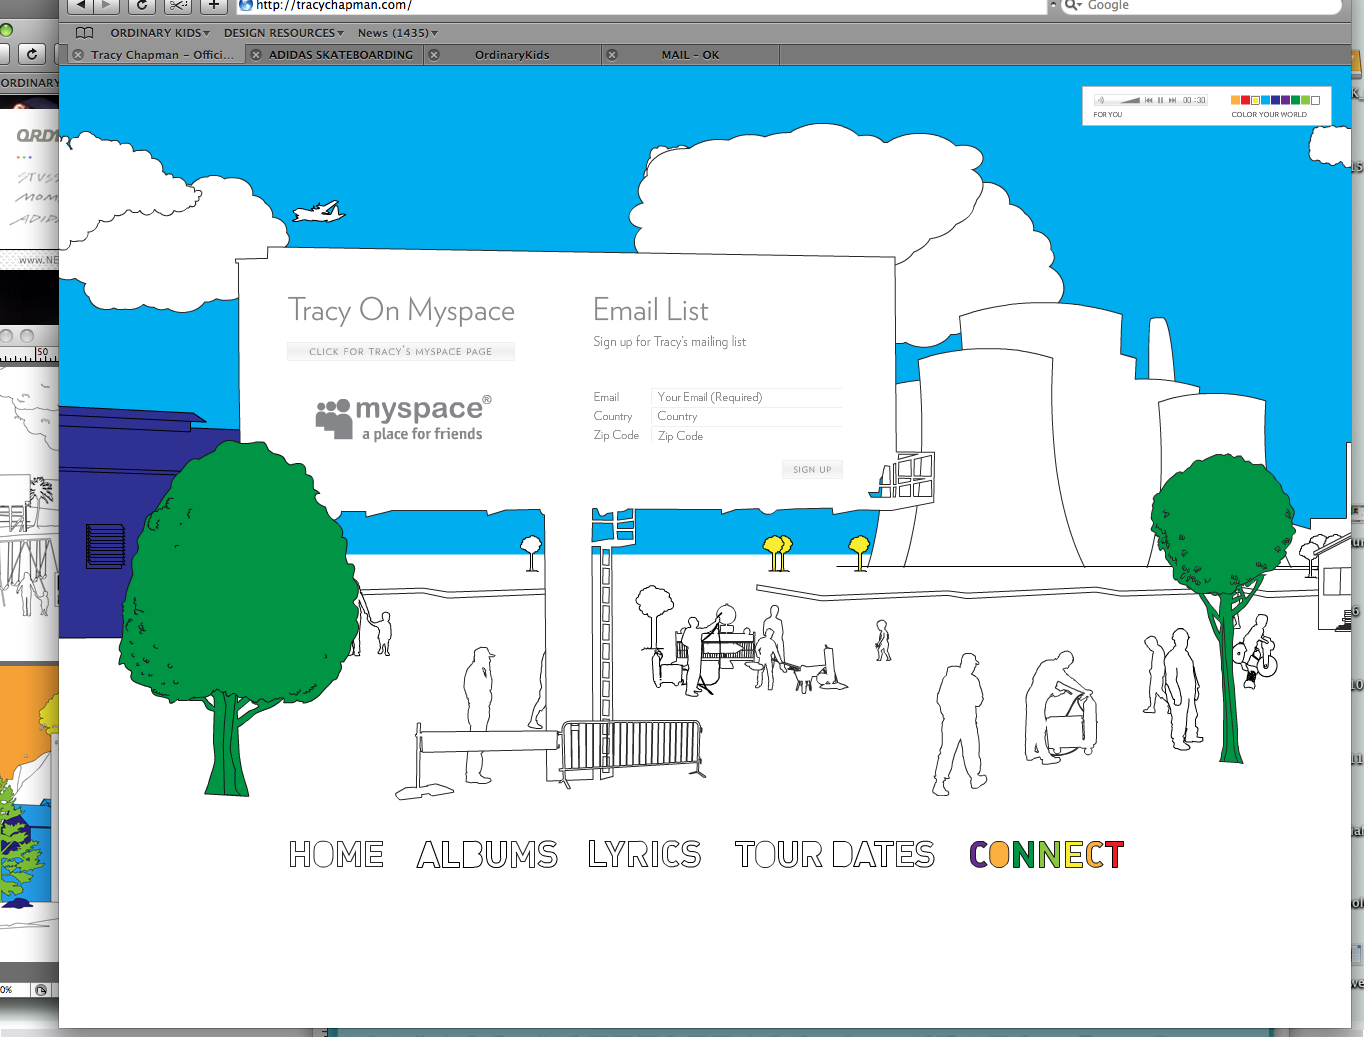 http://tracychapman.com/
Google
ORDINARY KIDS
DESIGN RESOURCES
News (1435)
Tracy Chapman – Offici...
ADIDAS SKATEBOARDING
OrdinaryKids
MAIL – OK
ORDINARY
00:30
FOR YOU
COLOR YOUR WORLD
www.NE
50
Tracy On Myspace
CLICK FOR TRACY'S MYSPACE PAGE
myspace®
a place for friends
Email List
Sign up for Tracy's mailing list
Email
Your Email (Required)
Country
Country
Zip Code
Zip Code
SIGN UP
HOME
ALBUMS
LYRICS
TOUR DATES
CONNECT
0%